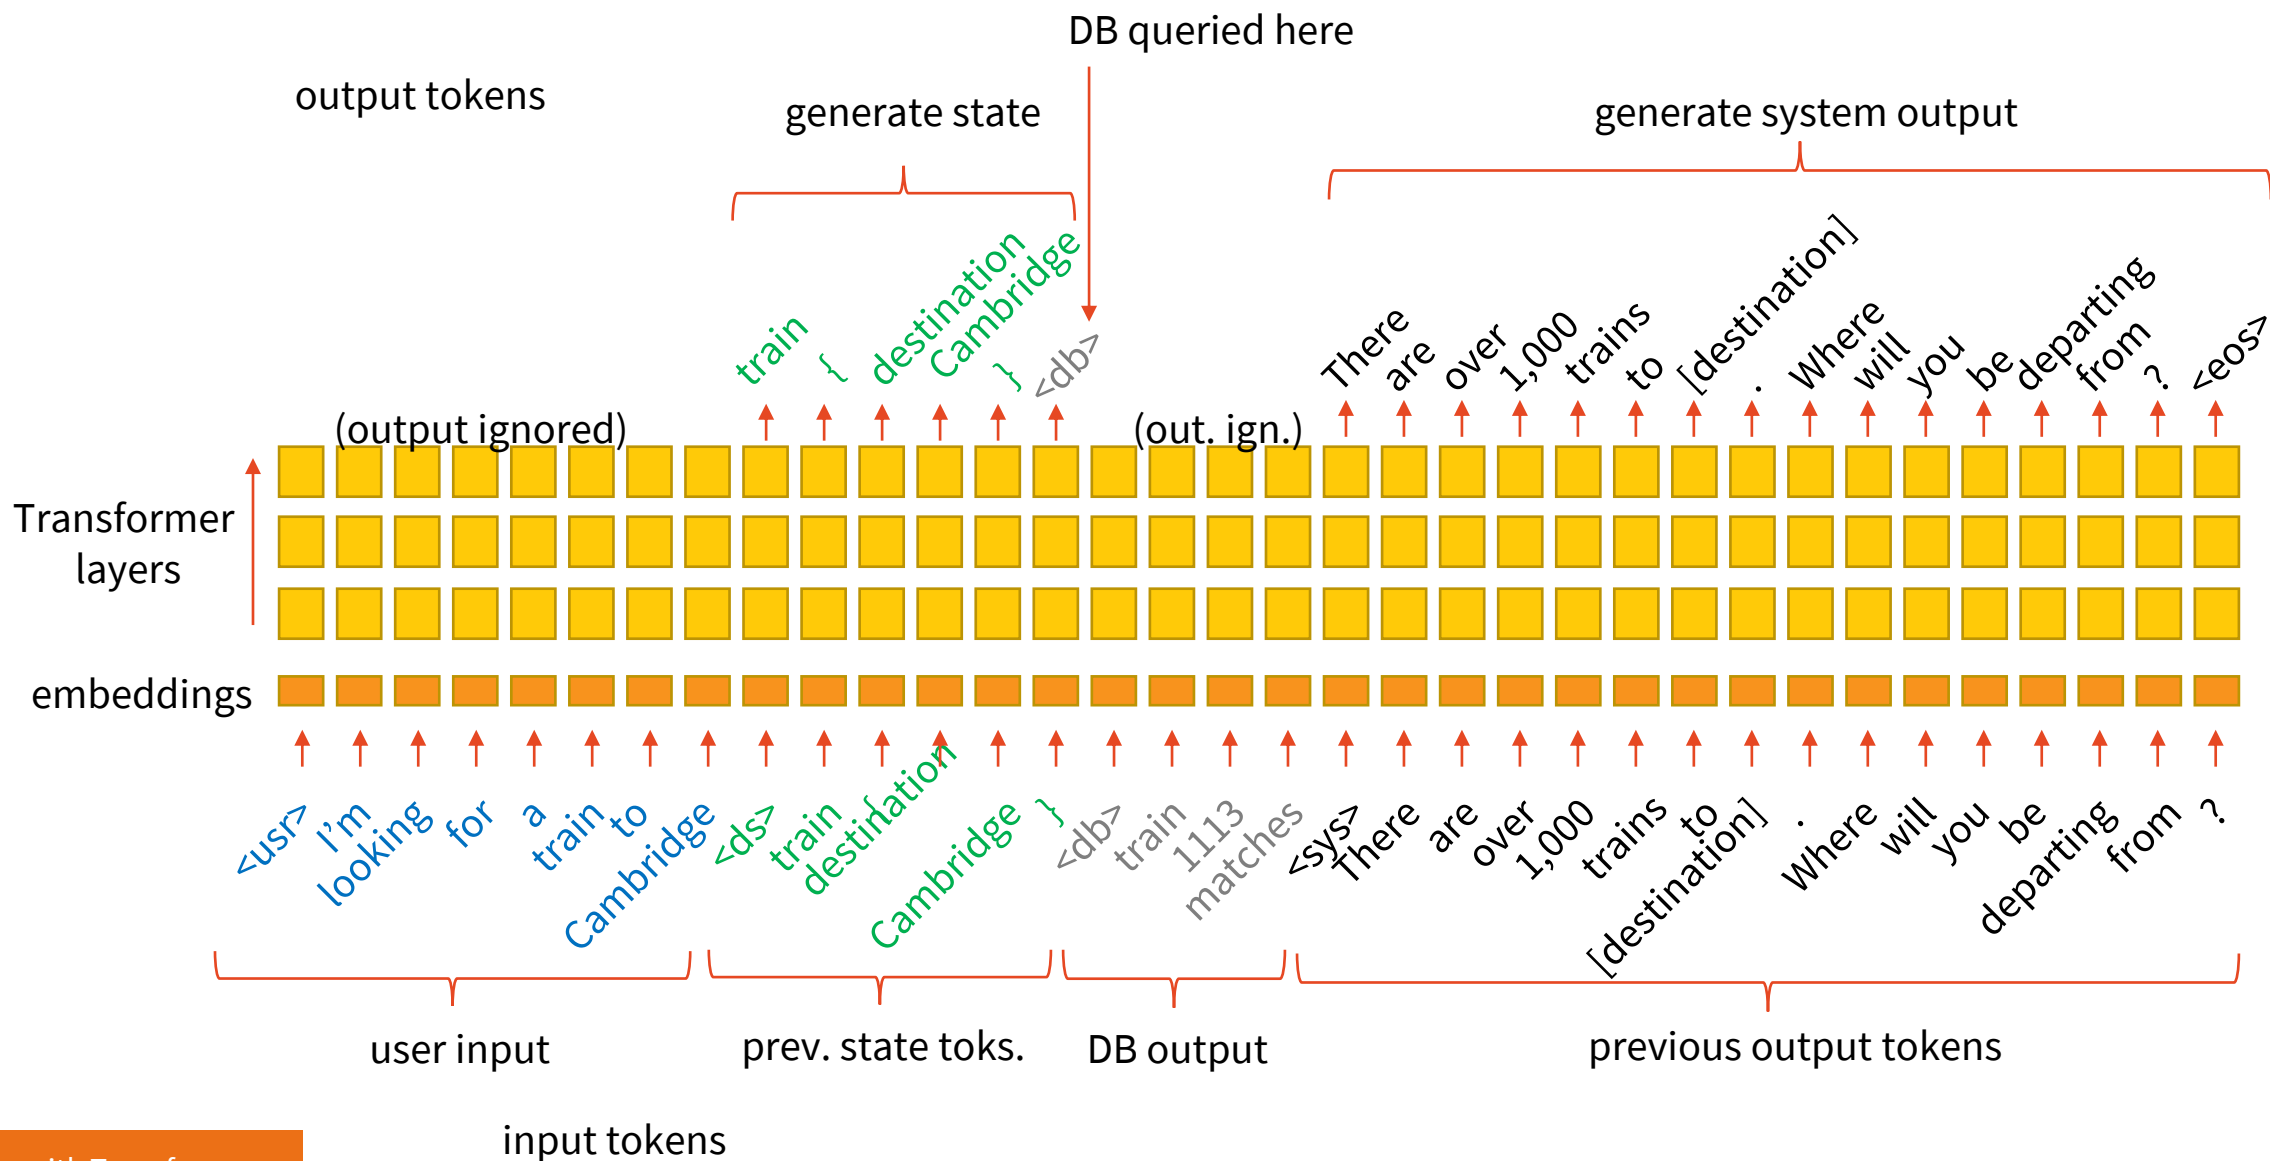 DB queried here
output tokens
generate state
generate system output
train { destination Cambridge } <db>
There are over 1,000 trains to [destination] . Where will you be departing from ? <eos>
(output ignored)
(out. ign.)
Transformer
layers
embeddings
<usr> I'm looking for a train to Cambridge <ds> train { destination Cambridge } <db> train 1113 matches <sys> There are over 1,000 trains to [destination] . Where will you be departing from ?
user input
prev. state toks.
DB output
previous output tokens
input tokens